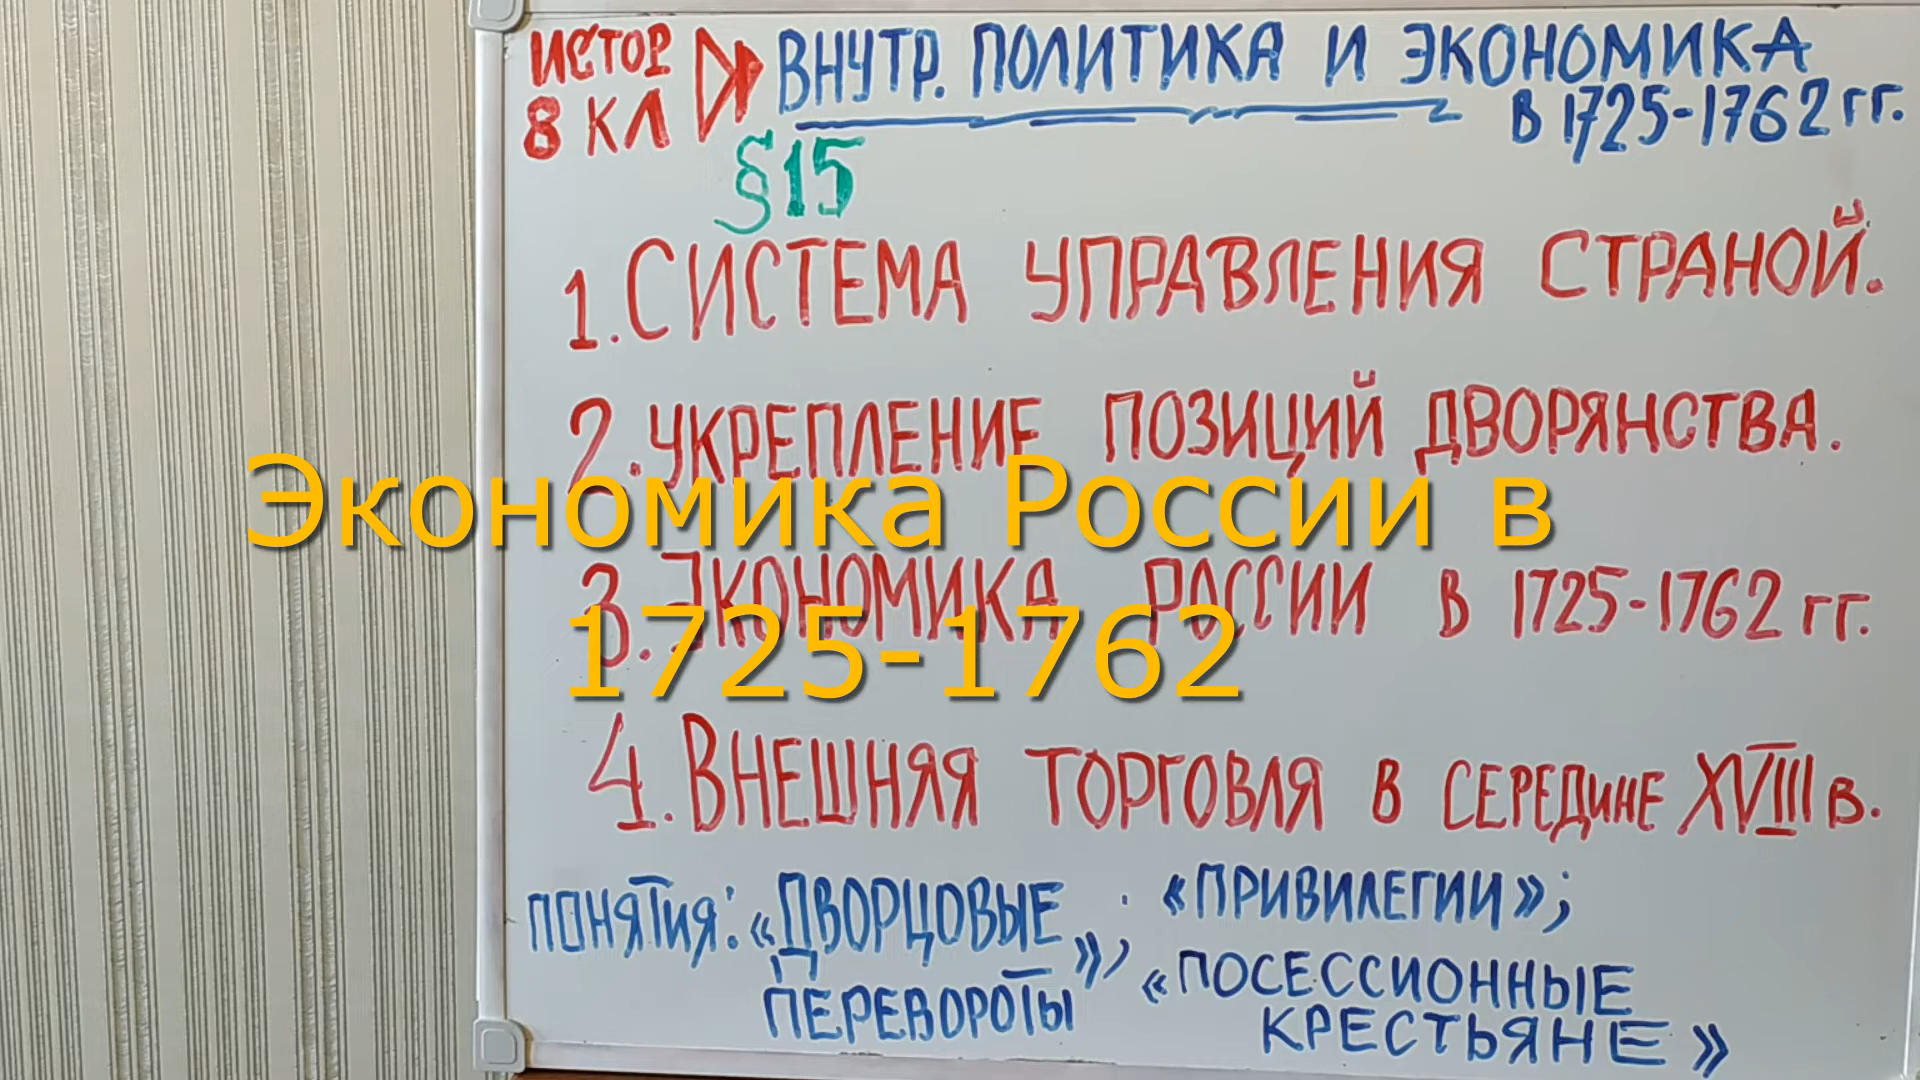 ИСТОР
8 КЛ
ВНУТР. ПОЛИТИКА И ЭКОНОМИКА
В 1725-1762 гг.
§15
1. СИСТЕМА УПРАВЛЕНИЯ СТРАНОЙ.
2. УКРЕПЛЕНИЕ ПОЗИЦИЙ ДВОРЯНСТВА.
Экономика России в
3. ЭКОНОМИКА РОССИИ В 1725-1762 гг.
1725-1762
4. ВНЕШНЯЯ ТОРГОВЛЯ В СЕРЕДИНЕ XVIII В.
ПОНЯТИЯ: «ДВОРЦОВЫЕ
ПЕРЕВОРОТЫ»,
«ПРИВИЛЕГИИ»;
«ПОСЕССИОННЫЕ
КРЕСТЬЯНЕ»